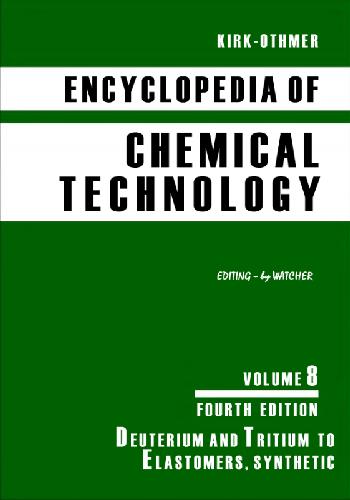 KIRK-OTHMER
ENCYCLOPEDIA OF
CHEMICAL
TECHNOLOGY
EDITING - by WATCHER
VOLUME 8
FOURTH EDITION
DEUTERIUM AND TRITIUM TO
ELASTOMERS, SYNTHETIC